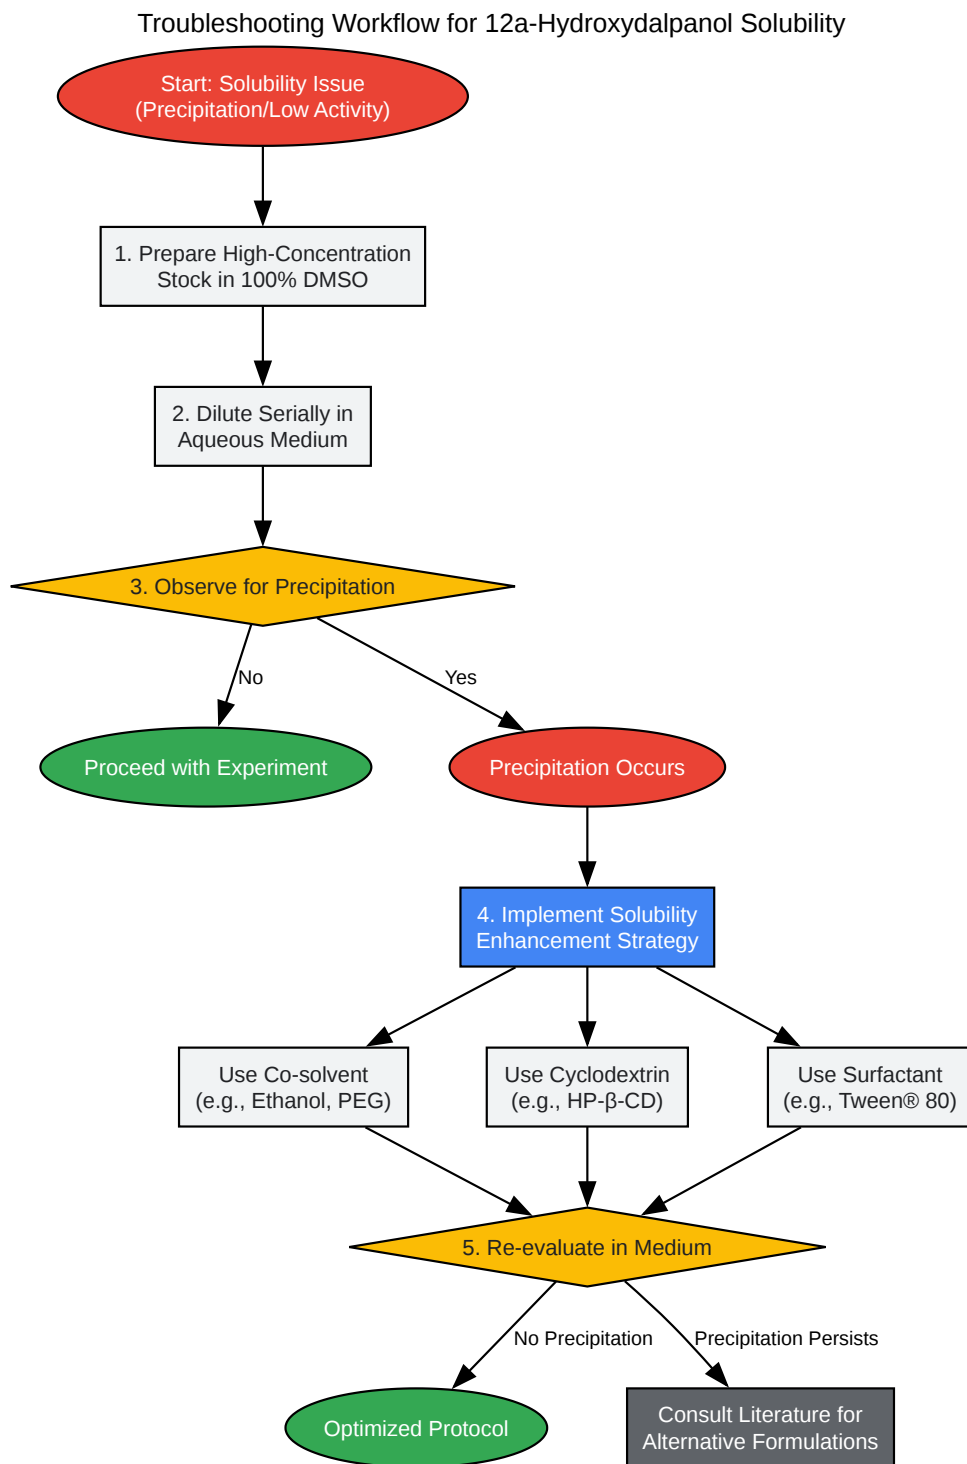 Troubleshooting Workflow for 12a-Hydroxydalpanol Solubility
Start: Solubility Issue
(Precipitation/Low Activity)
1. Prepare High-Concentration
Stock in 100% DMSO
2. Dilute Serially in
Aqueous Medium
3. Observe for Precipitation
No
Yes
Proceed with Experiment
Precipitation Occurs
4. Implement Solubility
Enhancement Strategy
Use Co-solvent
(e.g., Ethanol, PEG)
Use Cyclodextrin
(e.g., HP-β-CD)
Use Surfactant
(e.g., Tween® 80)
5. Re-evaluate in Medium
No Precipitation
Precipitation Persists
Optimized Protocol
Consult Literature for
Alternative Formulations